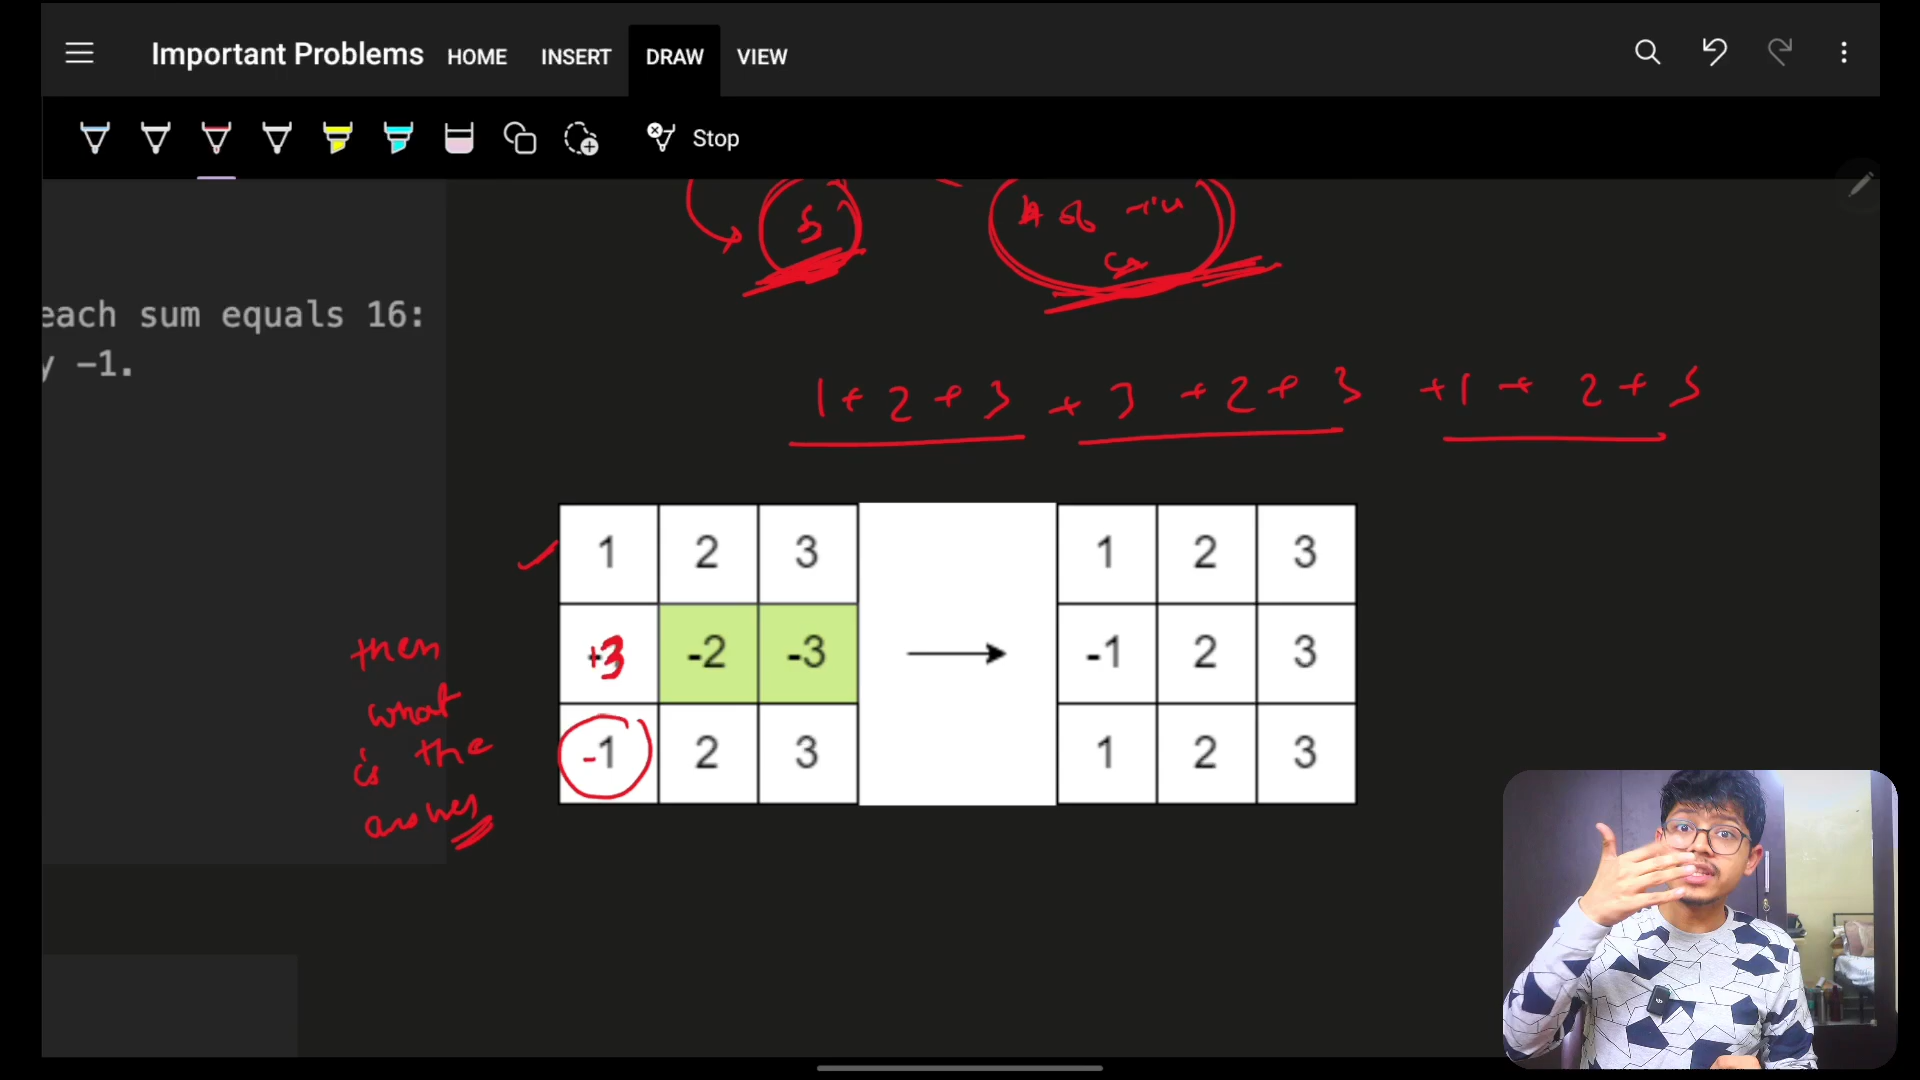 Important Problems HOME INSERT DRAW VIEW
Stop
5
each sum equals 16:
y -1.
1 + 2 + 3 + 3 + 2 + 3 + 1 + 2 + 3
1 2 3 1 2 3
+3 -2 -3 -1 2 3
-1 2 3 1 2 3
then
what
is the
answer